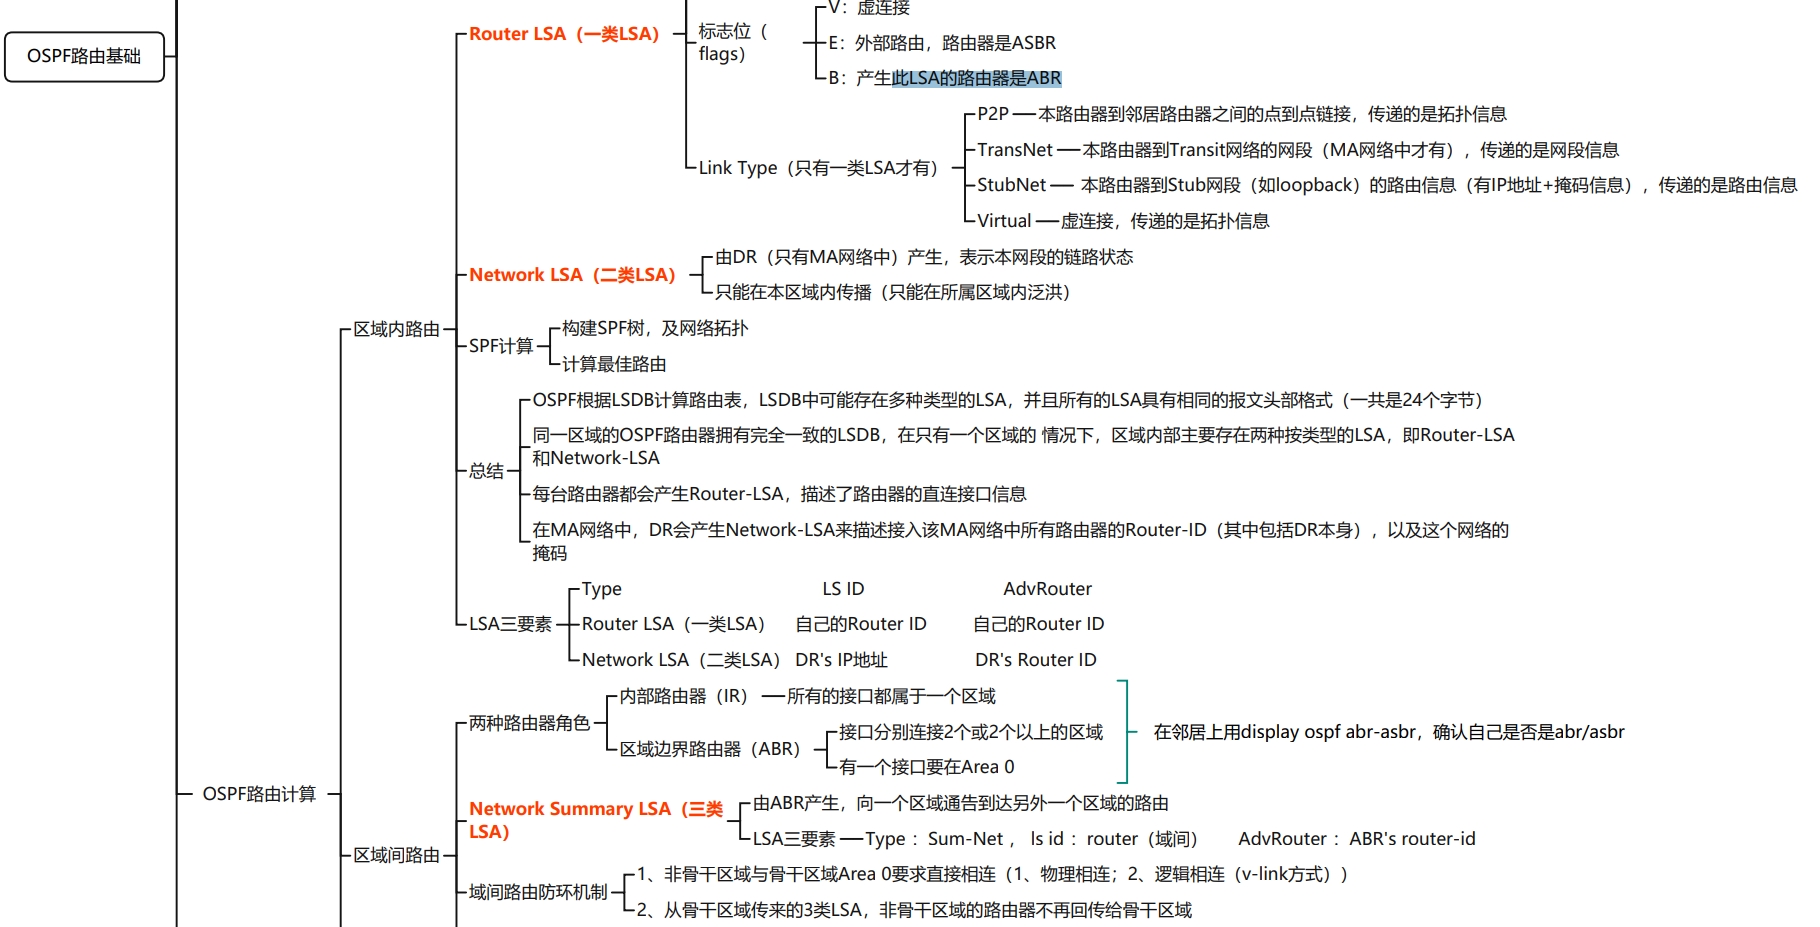 V：虚连接
OSPF路由基础
Router LSA（一类LSA）
标志位（
flags）
E：外部路由，路由器是ASBR
B：产生此LSA的路由器是ABR
Link Type（只有一类LSA才有）
P2P 本路由器到邻居路由器之间的点到点链接，传递的是拓扑信息
TransNet 本路由器到Transit网络的网段（MA网络中才有），传递的是网段信息
StubNet 本路由器到Stub网段（如loopback）的路由信息（有IP地址+掩码信息），传递的是路由信息
Virtual 虚连接，传递的是拓扑信息
区域内路由
Network LSA（二类LSA）
由DR（只有MA网络中）产生，表示本网段的链路状态
只能在本区域内传播（只能在所属区域内泛洪）
SPF计算
构建SPF树，及网络拓扑
计算最佳路由
总结
OSPF根据LSDB计算路由表，LSDB中可能存在多种类型的LSA，并且所有的LSA具有相同的报文头部格式（一共是24个字节）
同一区域的OSPF路由器拥有完全一致的LSDB，在只有一个区域的 情况下，区域内部主要存在两种按类型的LSA，即Router-LSA
和Network-LSA
每台路由器都会产生Router-LSA，描述了路由器的直连接口信息
在MA网络中，DR会产生Network-LSA来描述接入该MA网络中所有路由器的Router-ID（其中包括DR本身），以及这个网络的
掩码
LSA三要素
Type LS ID AdvRouter
Router LSA（一类LSA） 自己的Router ID 自己的Router ID
Network LSA（二类LSA） DR's IP地址 DR's Router ID
OSPF路由计算
区域间路由
两种路由器角色
内部路由器（IR） 所有的接口都属于一个区域
区域边界路由器（ABR）
接口分别连接2个或2个以上的区域
有一个接口要在Area 0
在邻居上用display ospf abr-asbr，确认自己是否是abr/asbr
Network Summary LSA（三类
LSA）
由ABR产生，向一个区域通告到达另外一个区域的路由
LSA三要素 Type ：Sum-Net ， ls id ：router（域间） AdvRouter ：ABR's router-id
域间路由防环机制
1、非骨干区域与骨干区域Area 0要求直接相连（1、物理相连；2、逻辑相连（v-link方式））
2、从骨干区域传来的3类LSA，非骨干区域的路由器不再回传给骨干区域